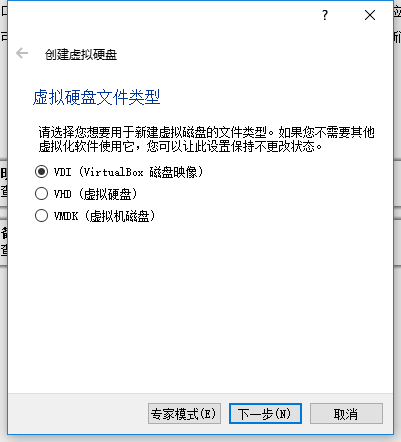 ?
创建虚拟硬盘
虚拟硬盘文件类型
请选择您想要用于新建虚拟磁盘的文件类型。如果您不需要其他
虚拟化软件使用它，您可以让此设置保持不更改状态。
VDI (VirtualBox 磁盘映像)
VHD (虚拟硬盘)
VMDK (虚拟机磁盘)
专家模式(E)
下一步(N)
取消